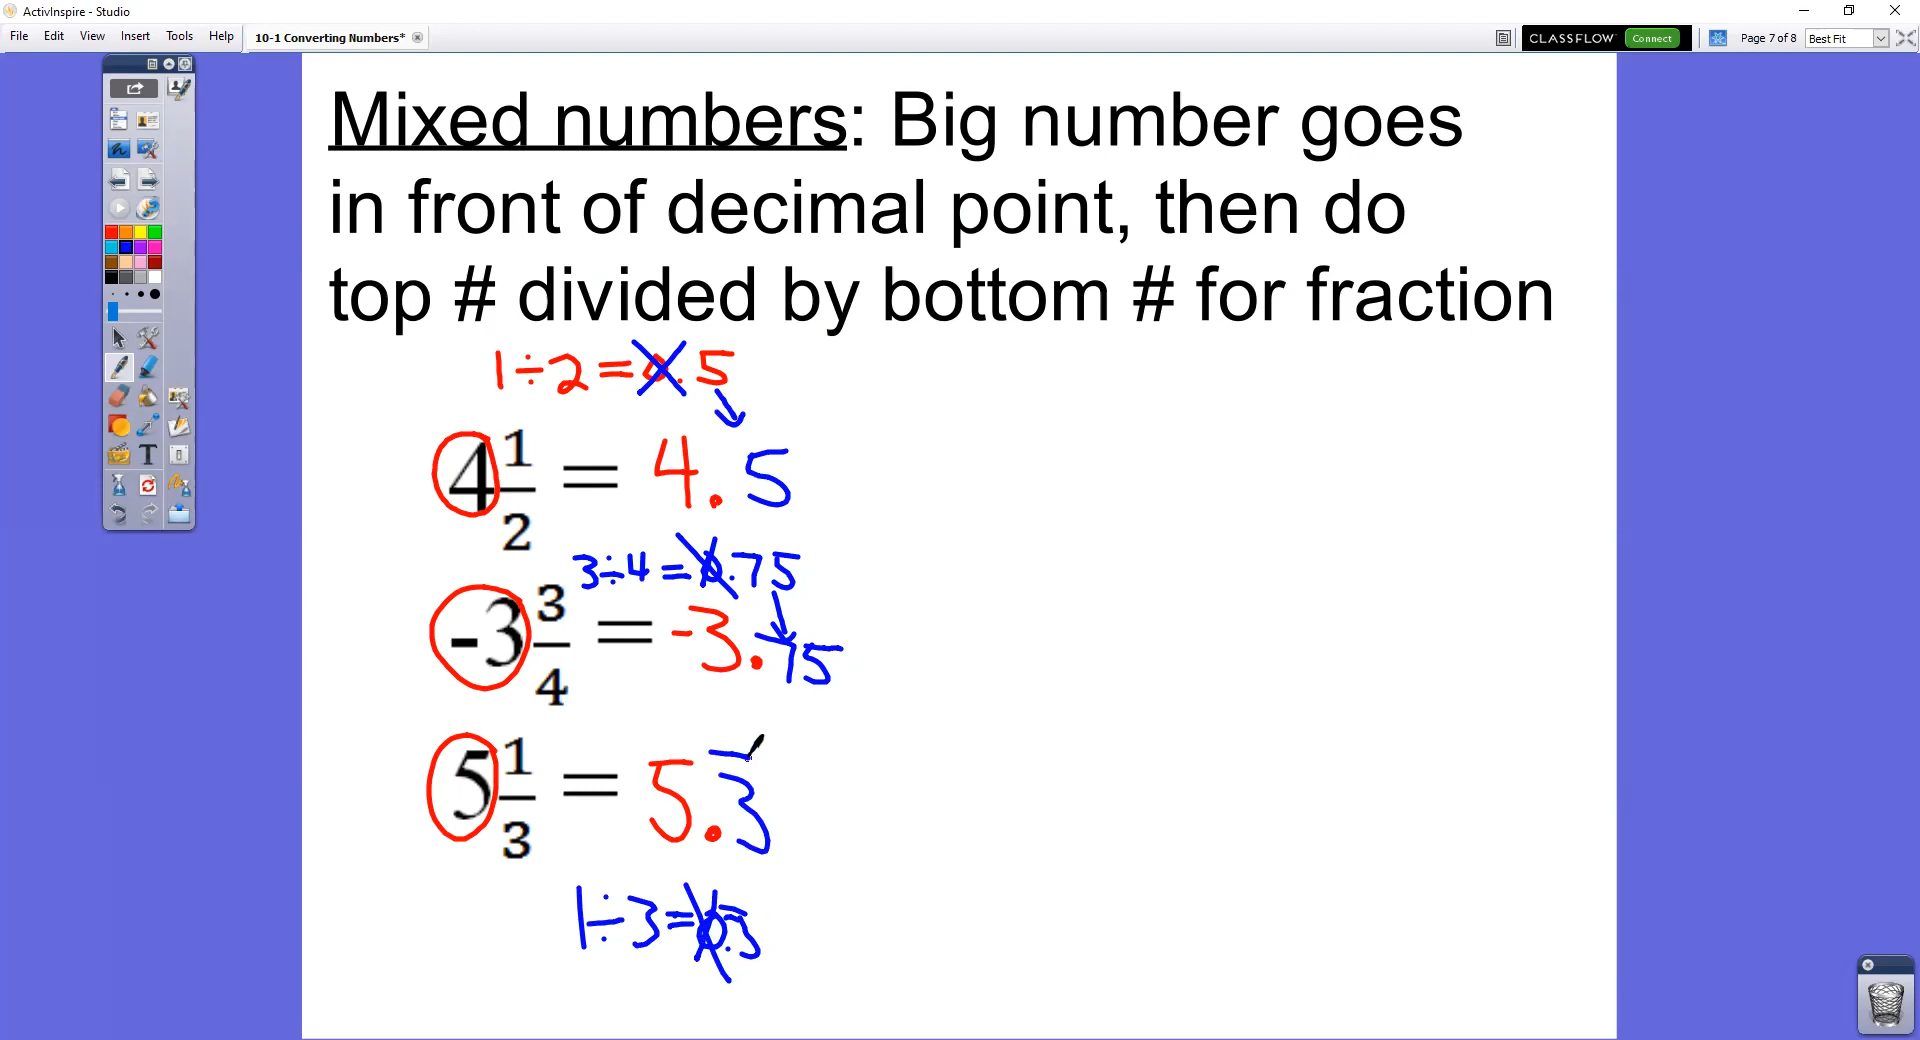 ActivInspire - Studio
File Edit View Insert Tools Help 10-1 Converting Numbers* CLASSFLOW Connect Page 7 of 8 Best Fit
Mixed numbers: Big number goes
in front of decimal point, then do
top # divided by bottom # for fraction
1÷2=0.5
4 1/2 = 4.5
3÷4=0.75
-3 3/4 = -3.75
5 1/3 = 5.3̅
1÷3=0.3̅
T